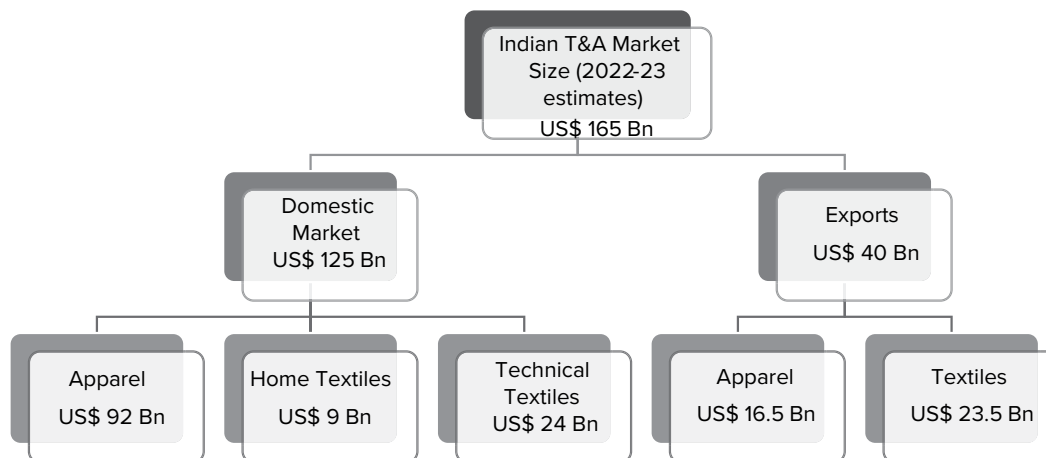 Indian T&A Market
Size (2022-23
estimates)
US$ 165 Bn
Domestic
Market
US$ 125 Bn
Exports
US$ 40 Bn
Apparel
US$ 92 Bn
Home Textiles
US$ 9 Bn
Technical
Textiles
US$ 24 Bn
Apparel
US$ 16.5 Bn
Textiles
US$ 23.5 Bn